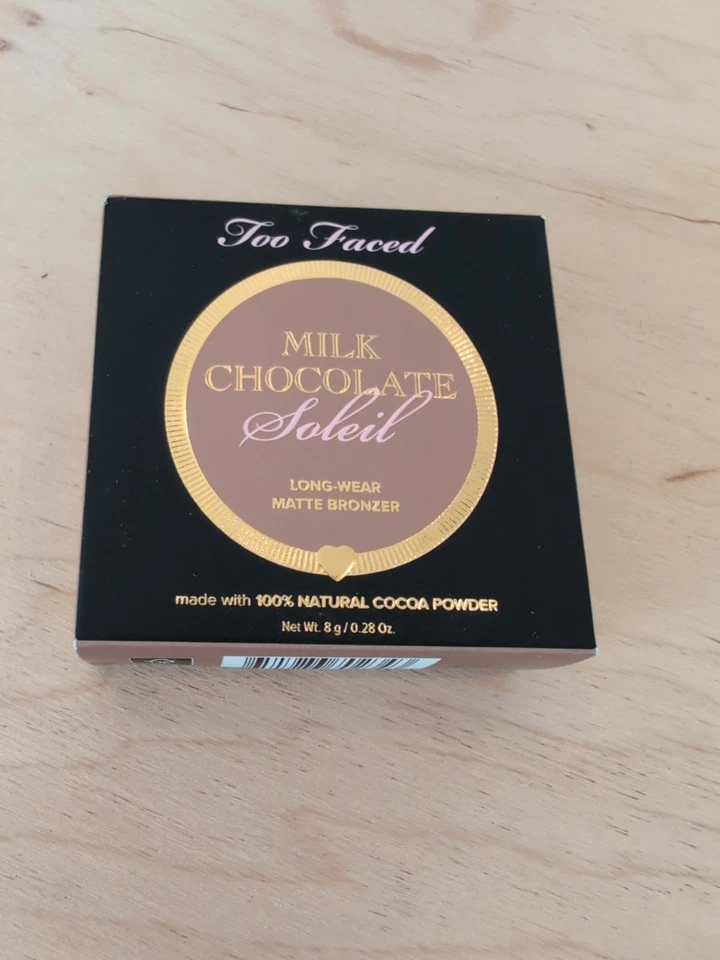 Too Faced
MILK
CHOCOLATE
Soleil
LONG-WEAR
MATTE BRONZER
made with 100% NATURAL COCOA POWDER
Net Wt. 8 g / 0.28 Oz.